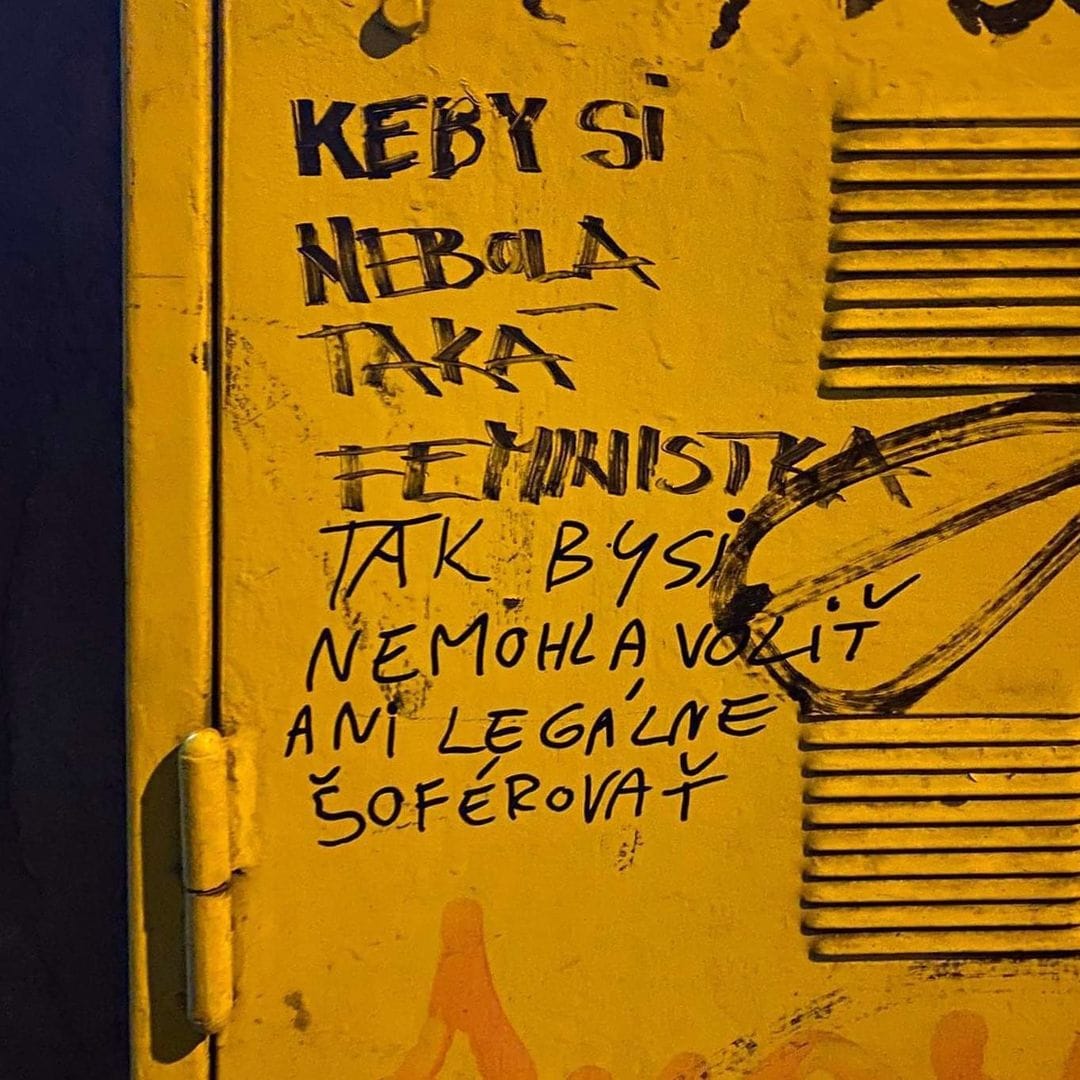 KEBY Si
NEBOLA
TAKÁ
FEMINISTKA
TAK BY Si
NEMOHLA VOLiŤ
ANi LEGÁLNE
ŠOFÉROVAŤ